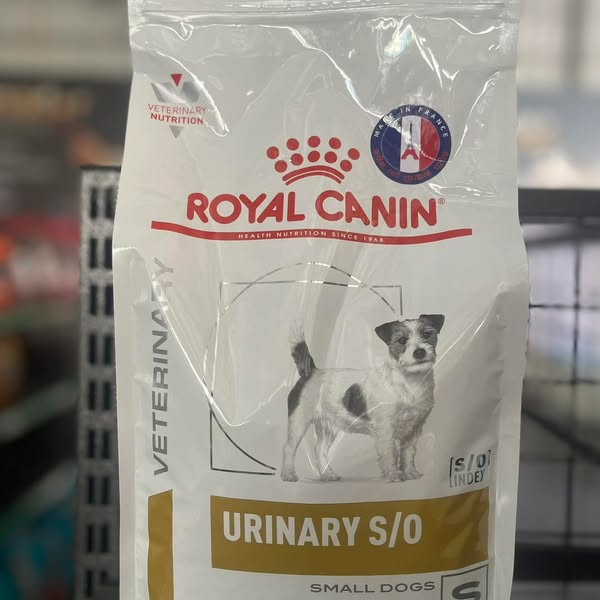 VETERINARY
NUTRITION
MADE IN FRANCE
ROYAL CANIN®
HEALTH NUTRITION SINCE 1968
VETERINARY
S/O
INDEX
URINARY S/O
SMALL DOGS
S